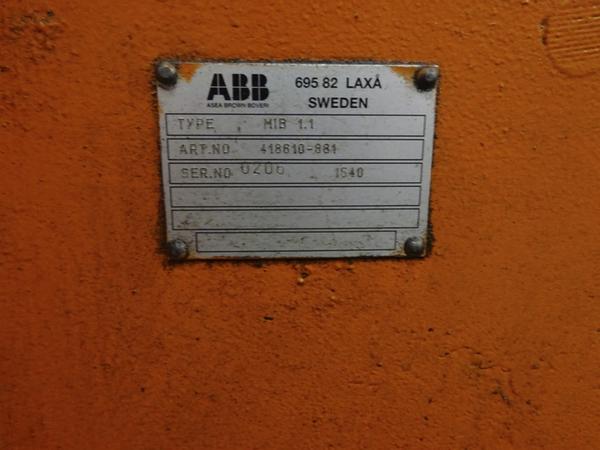 ABB 695 82 LAXÅ
ASEA BROWN BOVERI SWEDEN
TYPE MIB 1.1
ART.NO 418610-881
SER.NO 0206 1540